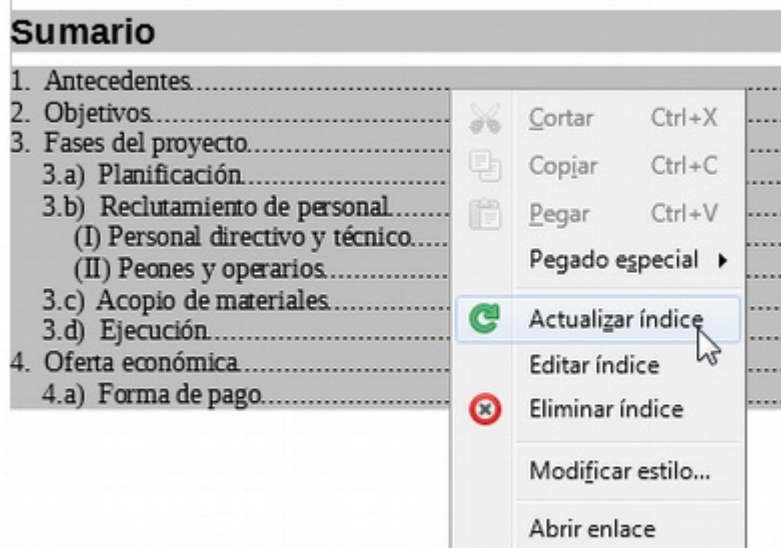 Sumario
1. Antecedentes
2. Objetivos
3. Fases del proyecto
3.a) Planificación
3.b) Reclutamiento de personal
(I) Personal directivo y técnico
(II) Peones y operarios
3.c) Acopio de materiales
3.d) Ejecución
4. Oferta económica
4.a) Forma de pago
Cortar Ctrl+X
Copiar Ctrl+C
Pegar Ctrl+V
Pegado especial
Actualizar índice
Editar índice
Eliminar índice
Modificar estilo...
Abrir enlace